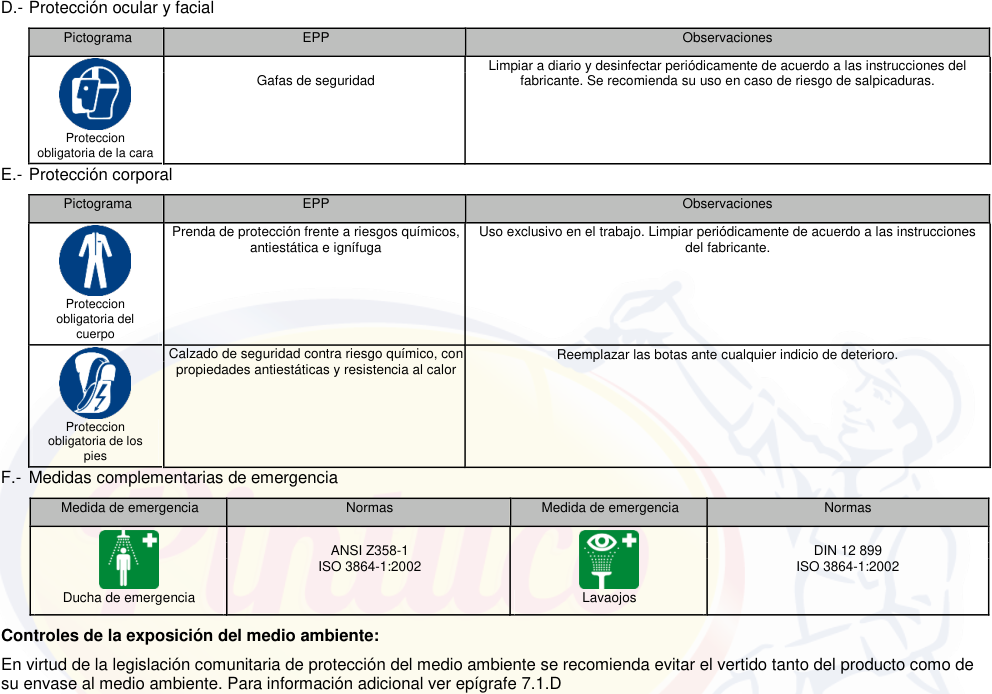 D.- Protección ocular y facial
Pictograma EPP Observaciones
Proteccion
obligatoria de la cara
Gafas de seguridad
Limpiar a diario y desinfectar periódicamente de acuerdo a las instrucciones del
fabricante. Se recomienda su uso en caso de riesgo de salpicaduras.
E.- Protección corporal
Pictograma EPP Observaciones
Proteccion
obligatoria del
cuerpo
Prenda de protección frente a riesgos químicos,
antiestática e ignífuga
Uso exclusivo en el trabajo. Limpiar periódicamente de acuerdo a las instrucciones
del fabricante.
Proteccion
obligatoria de los
pies
Calzado de seguridad contra riesgo químico, con
propiedades antiestáticas y resistencia al calor
Reemplazar las botas ante cualquier indicio de deterioro.
F.- Medidas complementarias de emergencia
Medida de emergencia Normas Medida de emergencia Normas
Ducha de emergencia
ANSI Z358-1
ISO 3864-1:2002
Lavaojos
DIN 12 899
ISO 3864-1:2002
Controles de la exposición del medio ambiente:
En virtud de la legislación comunitaria de protección del medio ambiente se recomienda evitar el vertido tanto del producto como de
su envase al medio ambiente. Para información adicional ver epígrafe 7.1.D